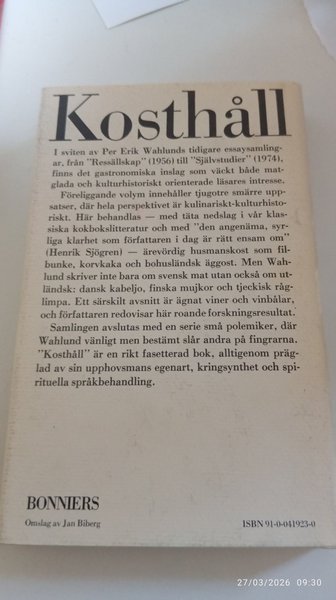 Kosthåll
I sviten av Per Erik Wahlunds tidigare essaysamling-
ar, från "Ressällskap" (1956) till "Självstudier" (1974),
finns det gastronomiska inslag som väckt både mat-
glada och kulturhistoriskt orienterade läsares intresse.
Föreliggande volym innehåller tjugotre smärre upp-
satser, där hela perspektivet är kulinariskt-kulturhisto-
riskt. Här behandlas — med täta nedslag i vår klas-
siska kokbokslitteratur och med "den angenäma, syr-
liga klarhet som författaren i dag är rätt ensam om"
(Henrik Sjögren) — ärevördig husmanskost som fil-
bunke, korvkaka och bohusländsk äggost. Men Wah-
lund skriver inte bara om svensk mat utan också om ut-
ländsk: dansk kabeljo, finska mujkor och tjeckisk råg-
limpa. Ett särskilt avsnitt är ägnat viner och vinbålar,
och författaren redovisar här roande forskningsresultat.
Samlingen avslutas med en serie små polemiker, där
Wahlund vänligt men bestämt slår andra på fingrarna.
"Kosthåll" är en rikt fasetterad bok, alltigenom präg-
lad av sin upphovsmans egenart, kringsynthet och spi-
rituella språkbehandling.
BONNIERS
Omslag av Jan Biberg
ISBN 91-0-041923-0
27/03/2026 09:30